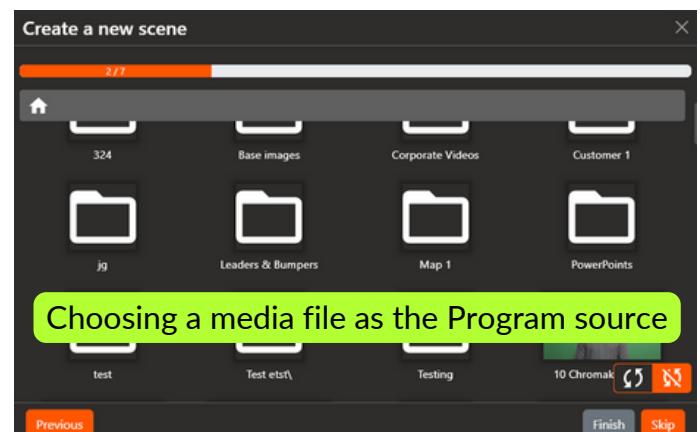 Create a new scene
2/7
324
Base images
Corporate Videos
Customer 1
jg
Leaders & Bumpers
Map 1
PowerPoints
Choosing a media file as the Program source
test
Test etst\
Testing
10 Chromak
Previous
Finish
Skip